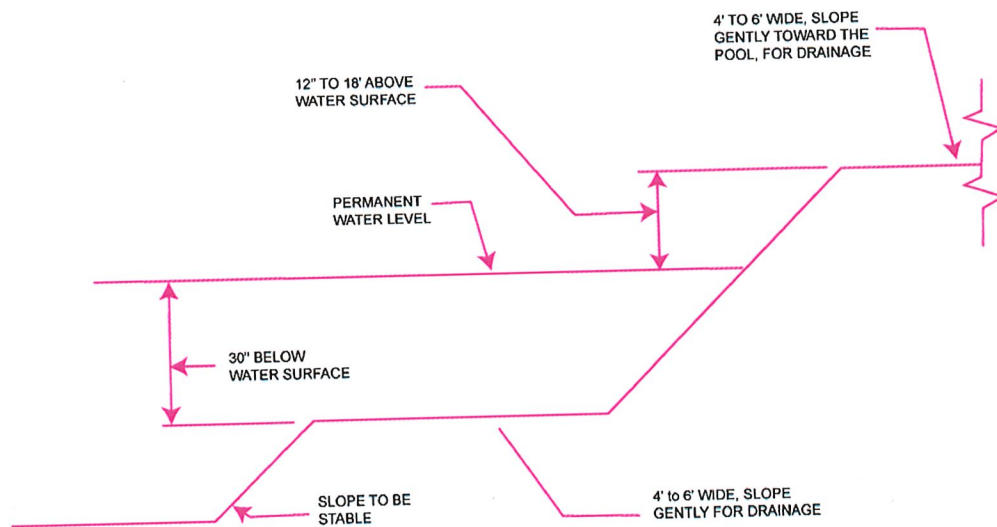 4' TO 6' WIDE, SLOPE
GENTLY TOWARD THE
POOL, FOR DRAINAGE
12" TO 18' ABOVE
WATER SURFACE
PERMANENT
WATER LEVEL
30" BELOW
WATER SURFACE
SLOPE TO BE
STABLE
4' to 6' WIDE, SLOPE
GENTLY FOR DRAINAGE